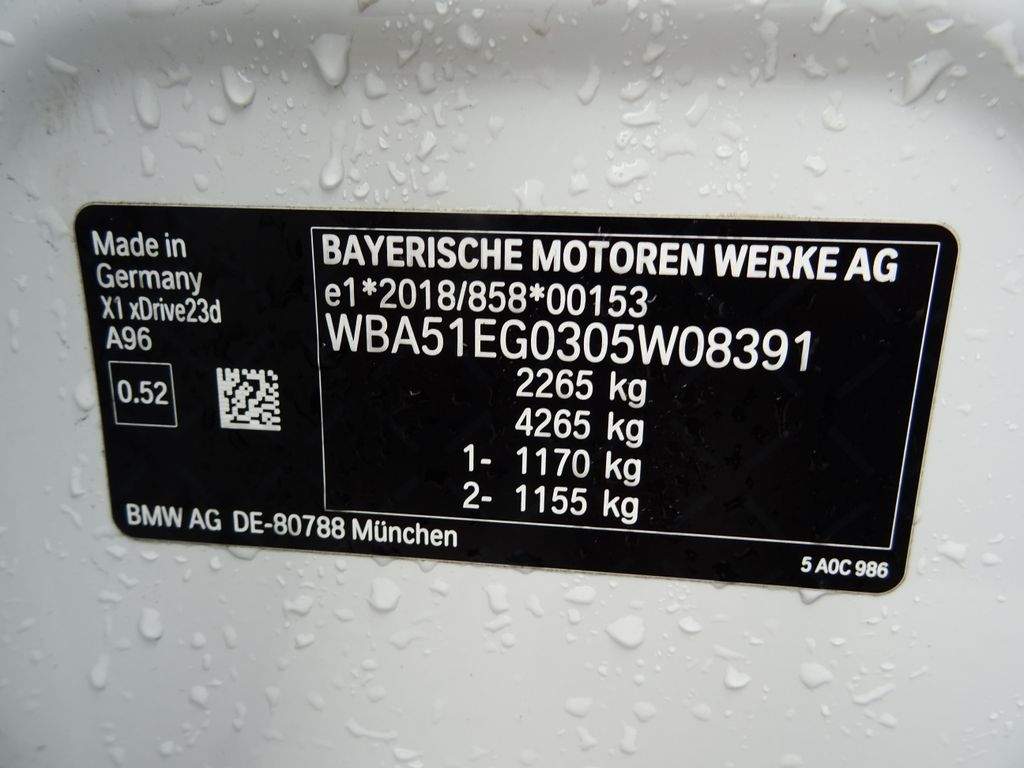 Made in
Germany
X1 xDrive23d
A96
0.52
BAYERISCHE MOTOREN WERKE AG
e1*2018/858*00153
WBA51EG0305W08391
2265 kg
4265 kg
1- 1170 kg
2- 1155 kg
BMW AG DE-80788 München
5 A0C 986